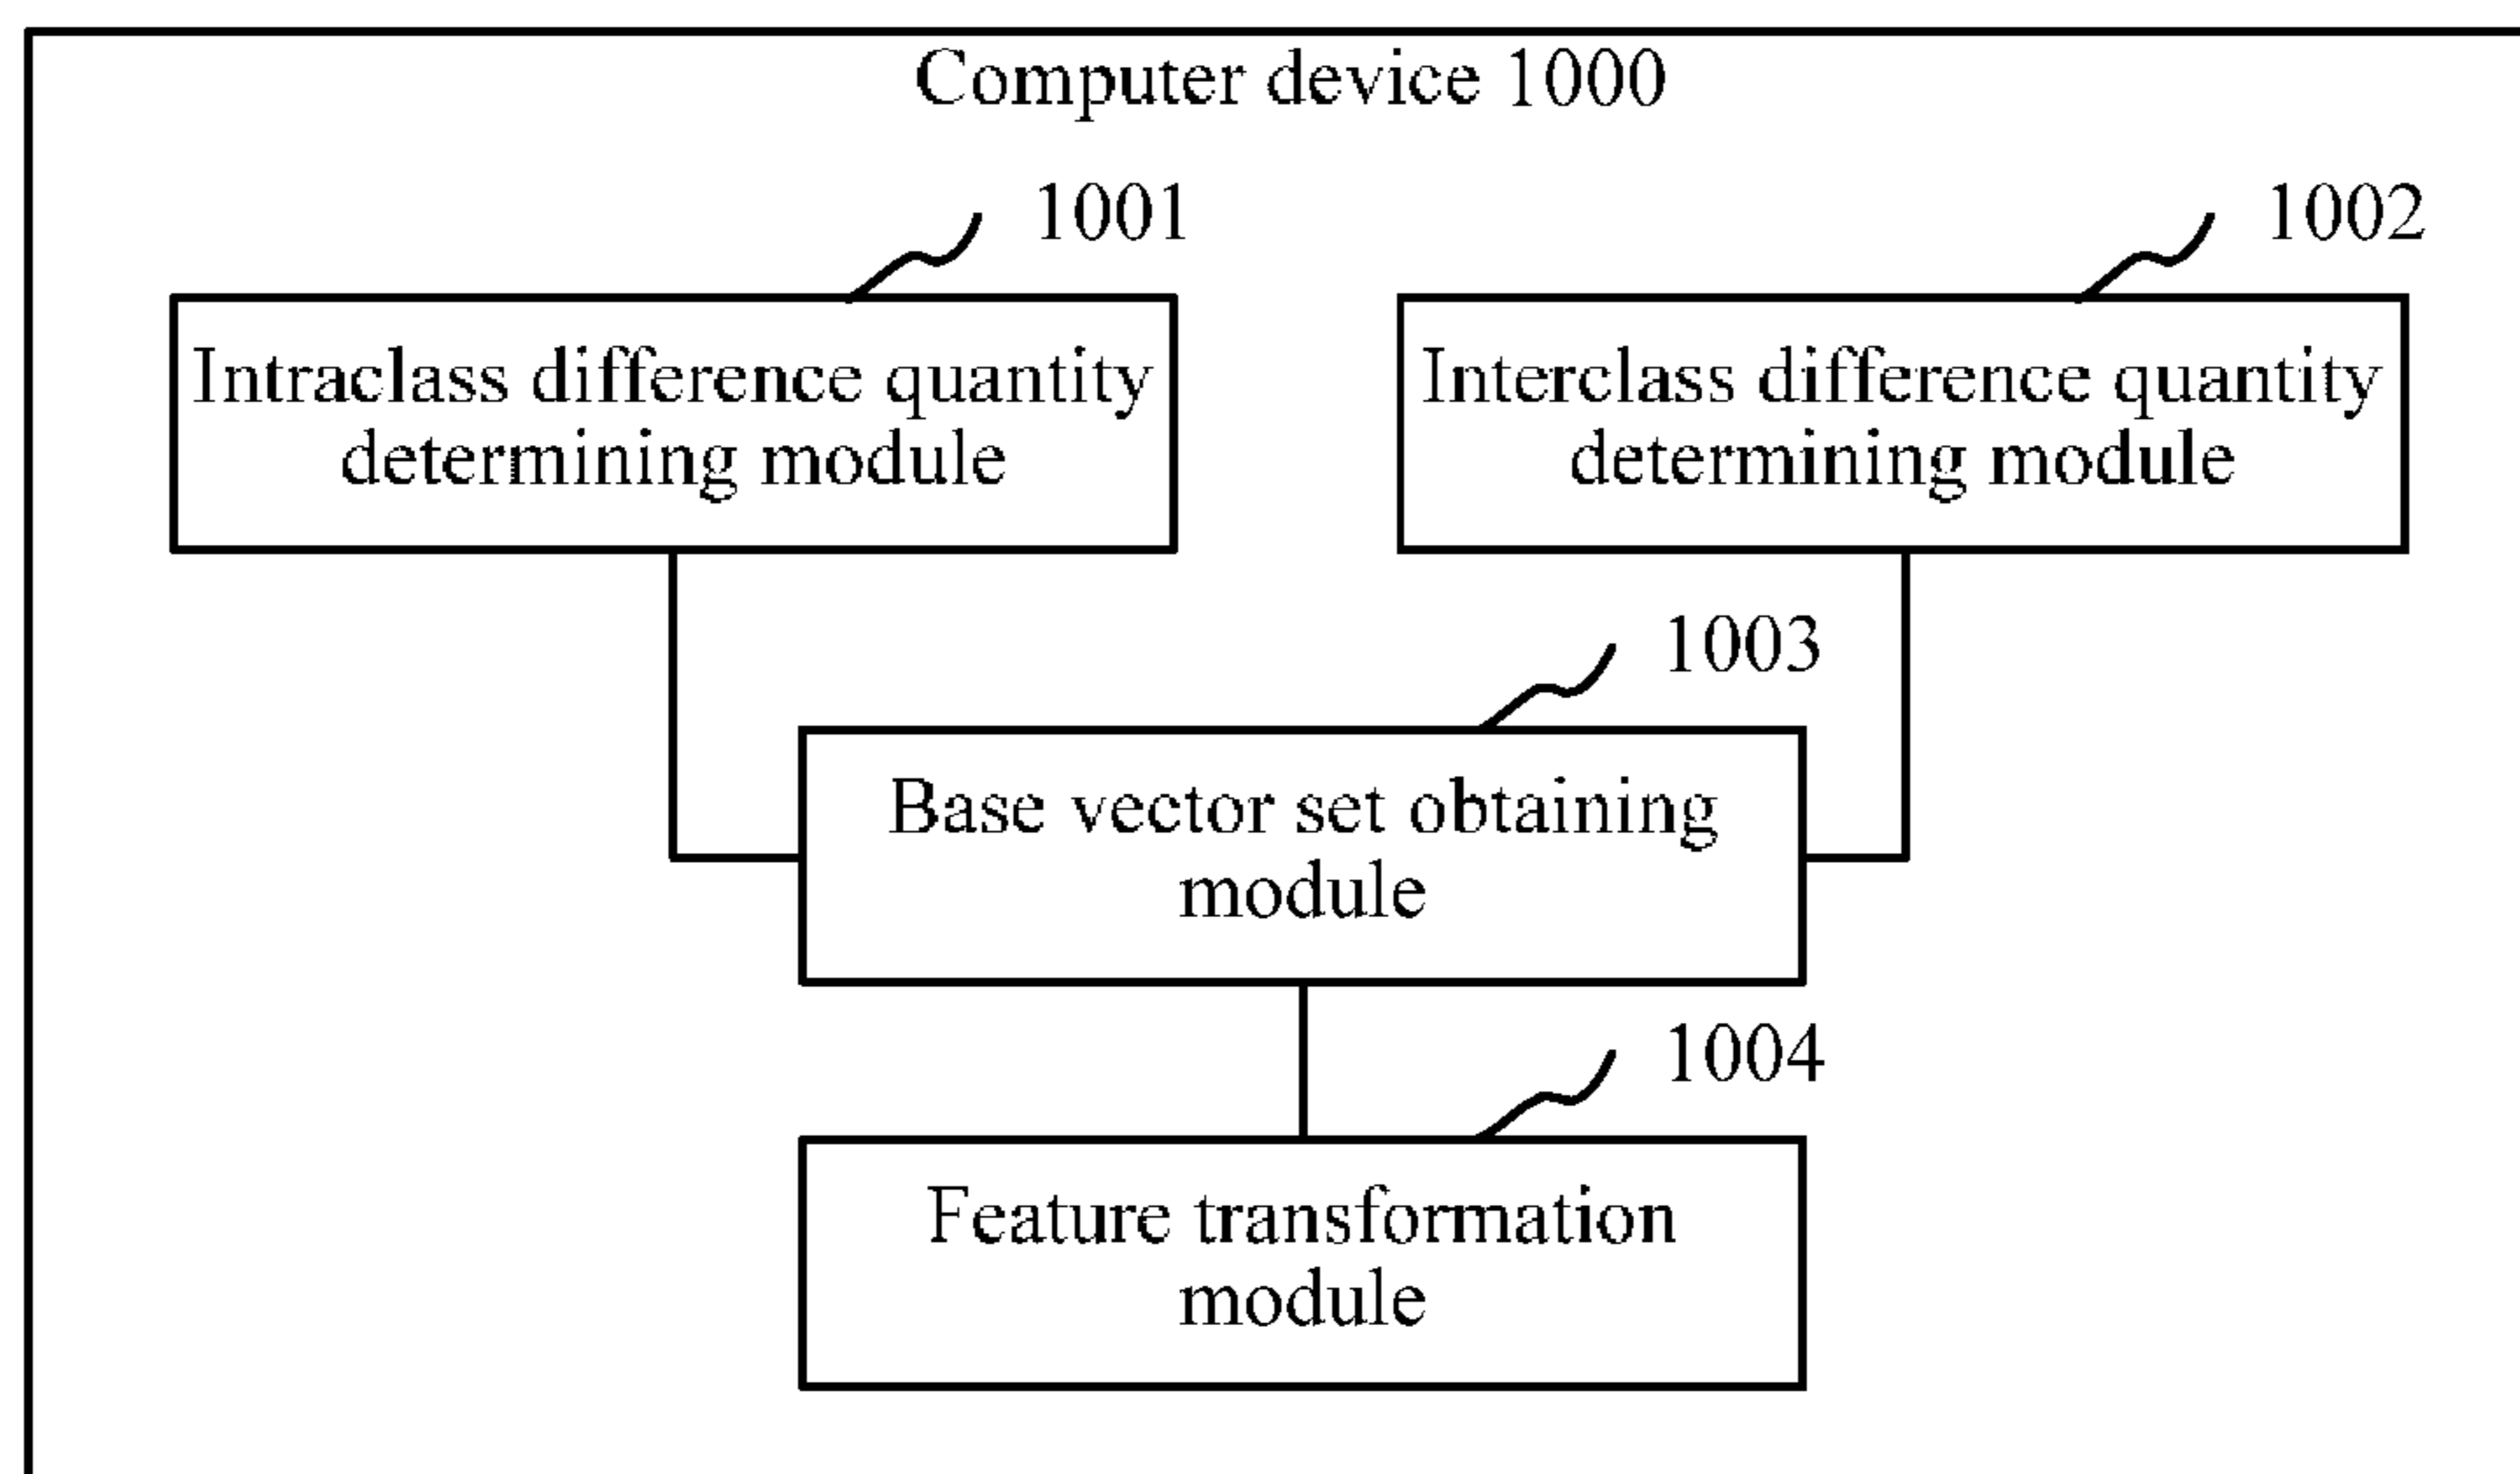 Computer device 1000
1001
1002
Intraclass difference quantity
determining module
Interclass difference quantity
determining module
1003
Base vector set obtaining
module
1004
Feature transformation
module